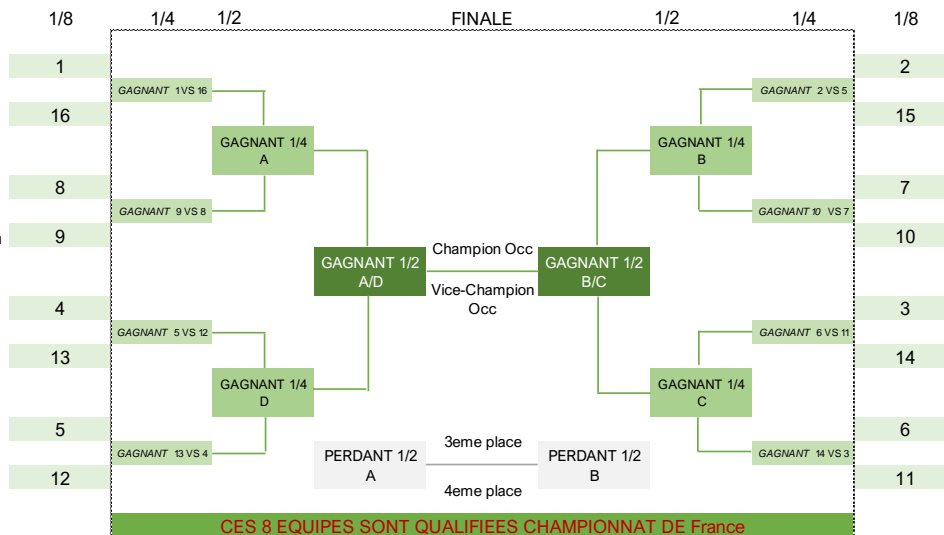 1/8 1/4 1/2 FINALE 1/2 1/4 1/8
1 2
GAGNANT 1 VS 16 GAGNANT 2 VS 5
16 15
GAGNANT 1/4 GAGNANT 1/4
A B
8 7
GAGNANT 9 VS 8 GAGNANT 10 VS 7
9 10
Champion Occ
GAGNANT 1/2 GAGNANT 1/2
A/D B/C
Vice-Champion
Occ
4 3
GAGNANT 5 VS 12 GAGNANT 6 VS 11
13 14
GAGNANT 1/4 GAGNANT 1/4
D C
5 6
3eme place
GAGNANT 13 VS 4 GAGNANT 14 VS 3
PERDANT 1/2 PERDANT 1/2
A B
12 11
4eme place
CES 8 EQUIPES SONT QUALIFIEES CHAMPIONNAT DE France